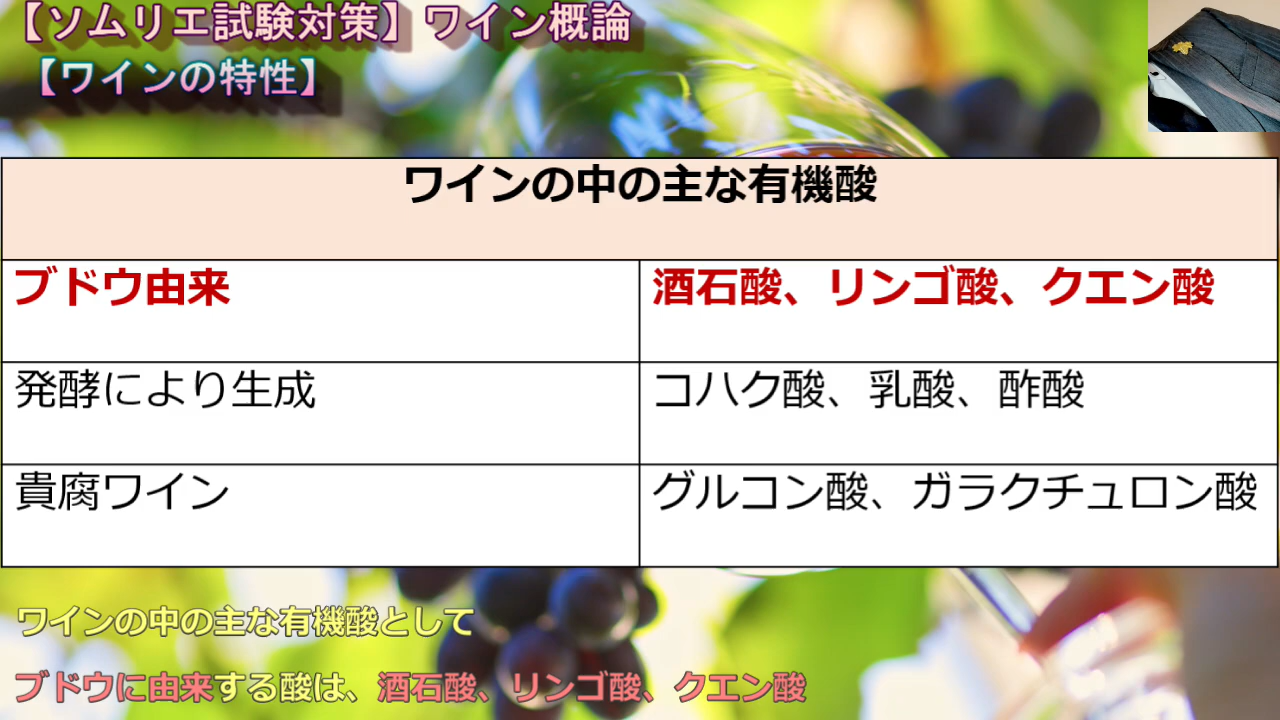 【ソムリエ試験対策】ワイン概論
【ワインの特性】
ワインの中の主な有機酸
ブドウ由来
酒石酸、リンゴ酸、クエン酸
発酵により生成
コハク酸、乳酸、酢酸
貴腐ワイン
グルコン酸、ガラクチュロン酸
ワインの中の主な有機酸として
ブドウに由来する酸は、酒石酸、リンゴ酸、クエン酸